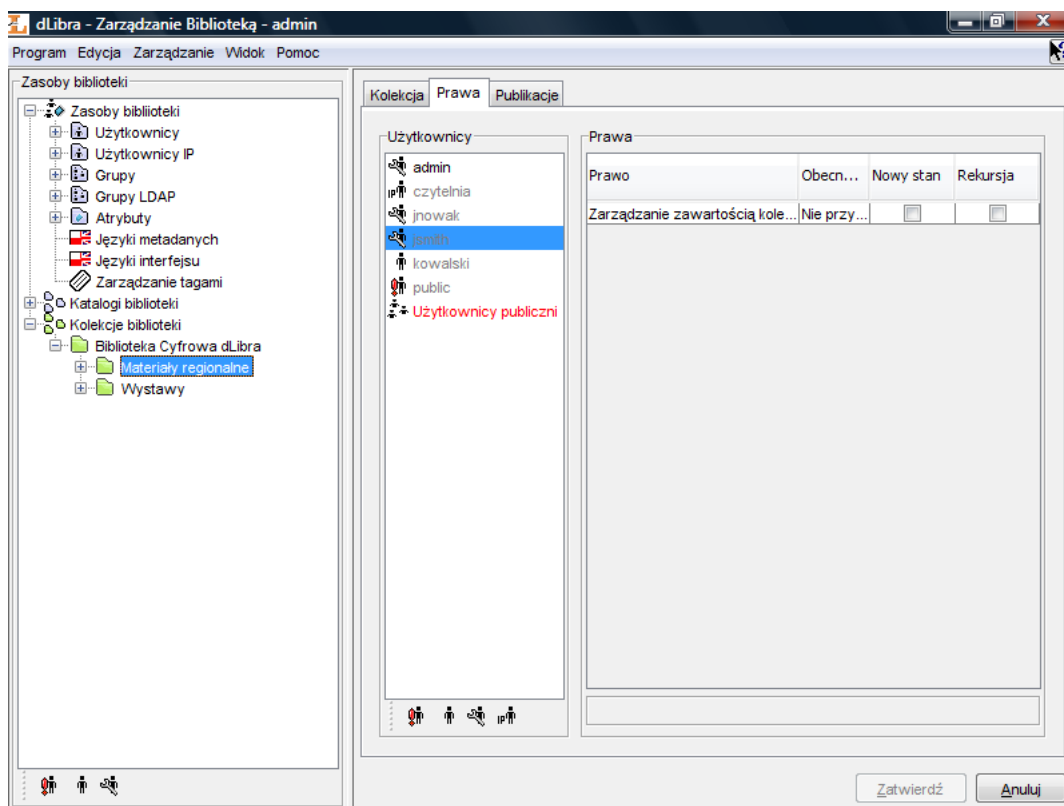 dLibra - Zarządzanie Biblioteką - admin
Program Edycja Zarządzanie Widok Pomoc
Zasoby biblioteki
Zasoby bibliioteki
Użytkownicy
Użytkownicy IP
Grupy
Grupy LDAP
Atrybuty
Języki metadanych
Języki interfejsu
Zarządzanie tagami
Katalogi biblioteki
Kolekcje biblioteki
Biblioteka Cyfrowa dLibra
Materiały regionalne
Wystawy
Kolekcja Prawa Publikacje
Użytkownicy
admin
czytelnia
jnowak
jsmith
kowalski
public
Użytkownicy publiczni
Prawa
Prawo Obecn... Nowy stan Rekursja
Zarządzanie zawartością kole... Nie przy...
Zatwierdź Anuluj